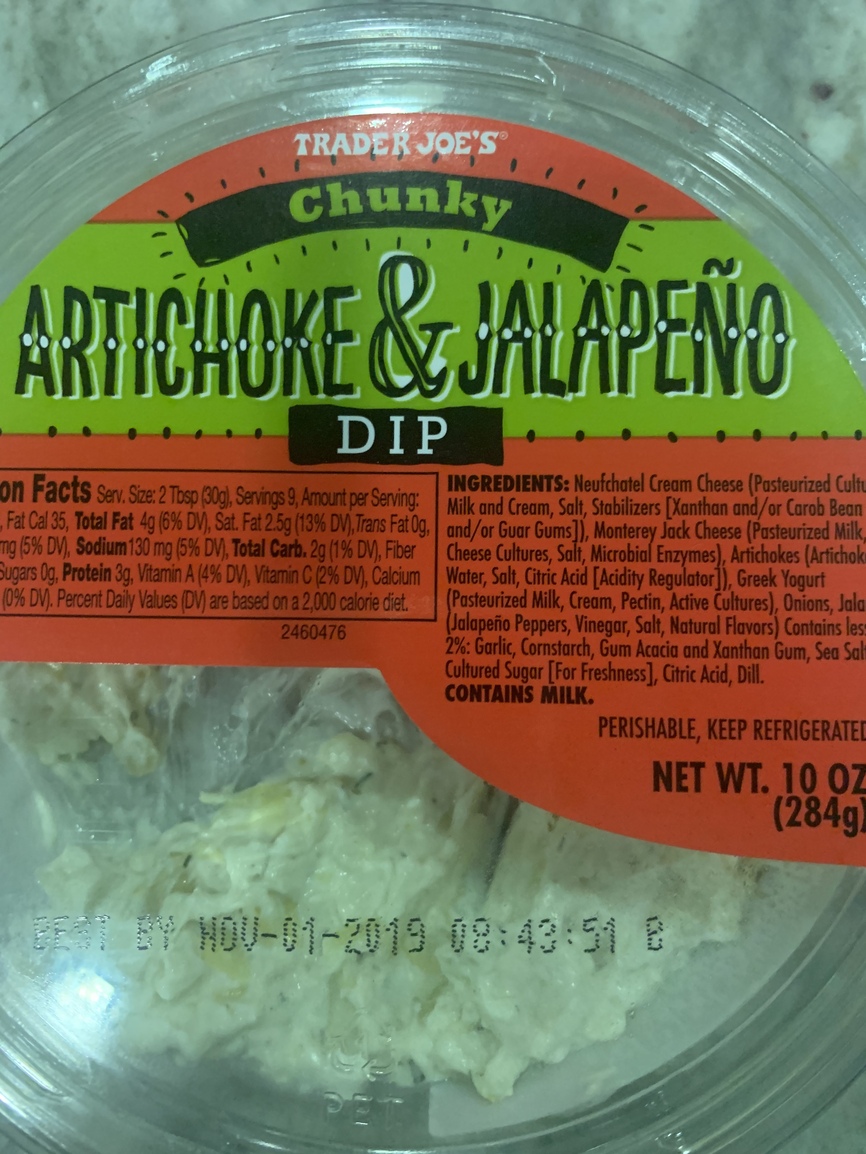 TRADER JOE'S®
Chunky
ARTICHOKE & JALAPEÑO
DIP
on Facts Serv. Size: 2 Tbsp (30g), Servings 9, Amount per Serving:
, Fat Cal 35, Total Fat 4g (6% DV), Sat. Fat 2.5g (13% DV),Trans Fat 0g,
mg (5% DV), Sodium130 mg (5% DV), Total Carb. 2g (1% DV), Fiber
Sugars 0g, Protein 3g, Vitamin A (4% DV), Vitamin C (2% DV), Calcium
(0% DV). Percent Daily Values (DV) are based on a 2,000 calorie diet.
2460476
INGREDIENTS: Neufchatel Cream Cheese (Pasteurized Cultu
Milk and Cream, Salt, Stabilizers [Xanthan and/or Carob Bean
and/or Guar Gums]), Monterey Jack Cheese (Pasteurized Milk,
Cheese Cultures, Salt, Microbial Enzymes), Artichokes (Artichok
Water, Salt, Citric Acid [Acidity Regulator]), Greek Yogurt
(Pasteurized Milk, Cream, Pectin, Active Cultures), Onions, Jala
(Jalapeño Peppers, Vinegar, Salt, Natural Flavors) Contains les
2%: Garlic, Cornstarch, Gum Acacia and Xanthan Gum, Sea Sal
Cultured Sugar [For Freshness], Citric Acid, Dill.
CONTAINS MILK.
PERISHABLE, KEEP REFRIGERATED
NET WT. 10 OZ
(284g)
BEST BY NOV-01-2019 08:43:51 B
PET